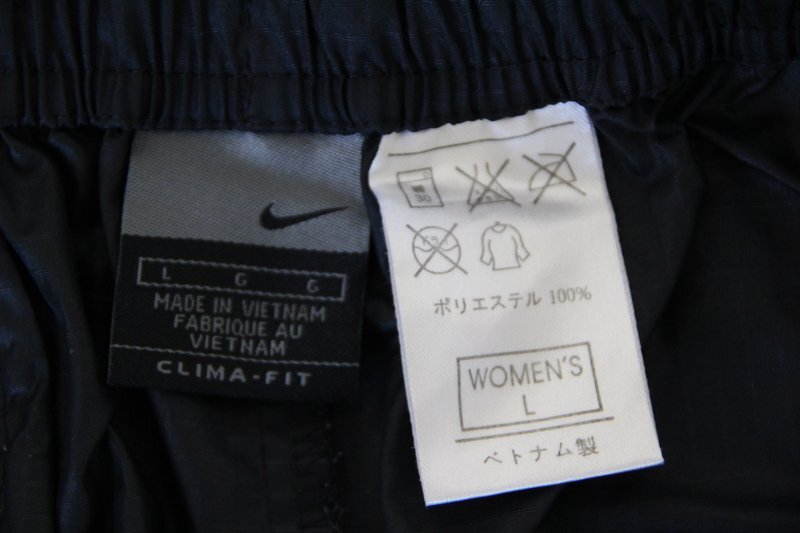 L G G
MADE IN VIETNAM
FABRIQUE AU
VIETNAM
CLIMA-FIT
30
ポリエステル 100%
WOMEN'S
L
ベトナム製